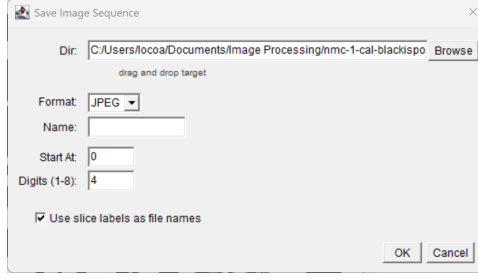 Save Image Sequence
Dir: C:/Users/locoa/Documents/Image Processing/nmc-1-cal-blackispo Browse
drag and drop target
Format: JPEG
Name:
Start At: 0
Digits (1-8): 4
Use slice labels as file names
OK Cancel